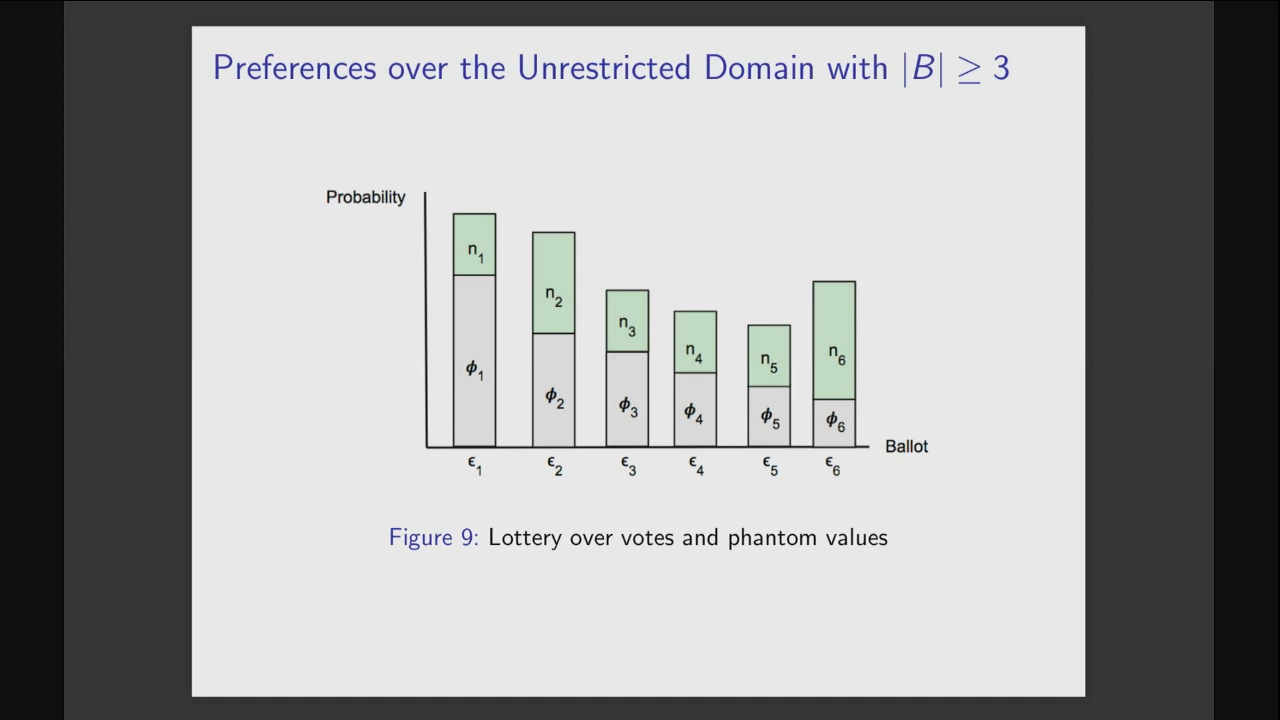 Preferences over the Unrestricted Domain with |B| ≥ 3
Probability
n₁
n₂
n₃
n₄
n₅
n₆
ϕ₁
ϕ₂
ϕ₃
ϕ₄
ϕ₅
ϕ₆
Ballot
ϵ₁ ϵ₂ ϵ₃ ϵ₄ ϵ₅ ϵ₆
Figure 9: Lottery over votes and phantom values